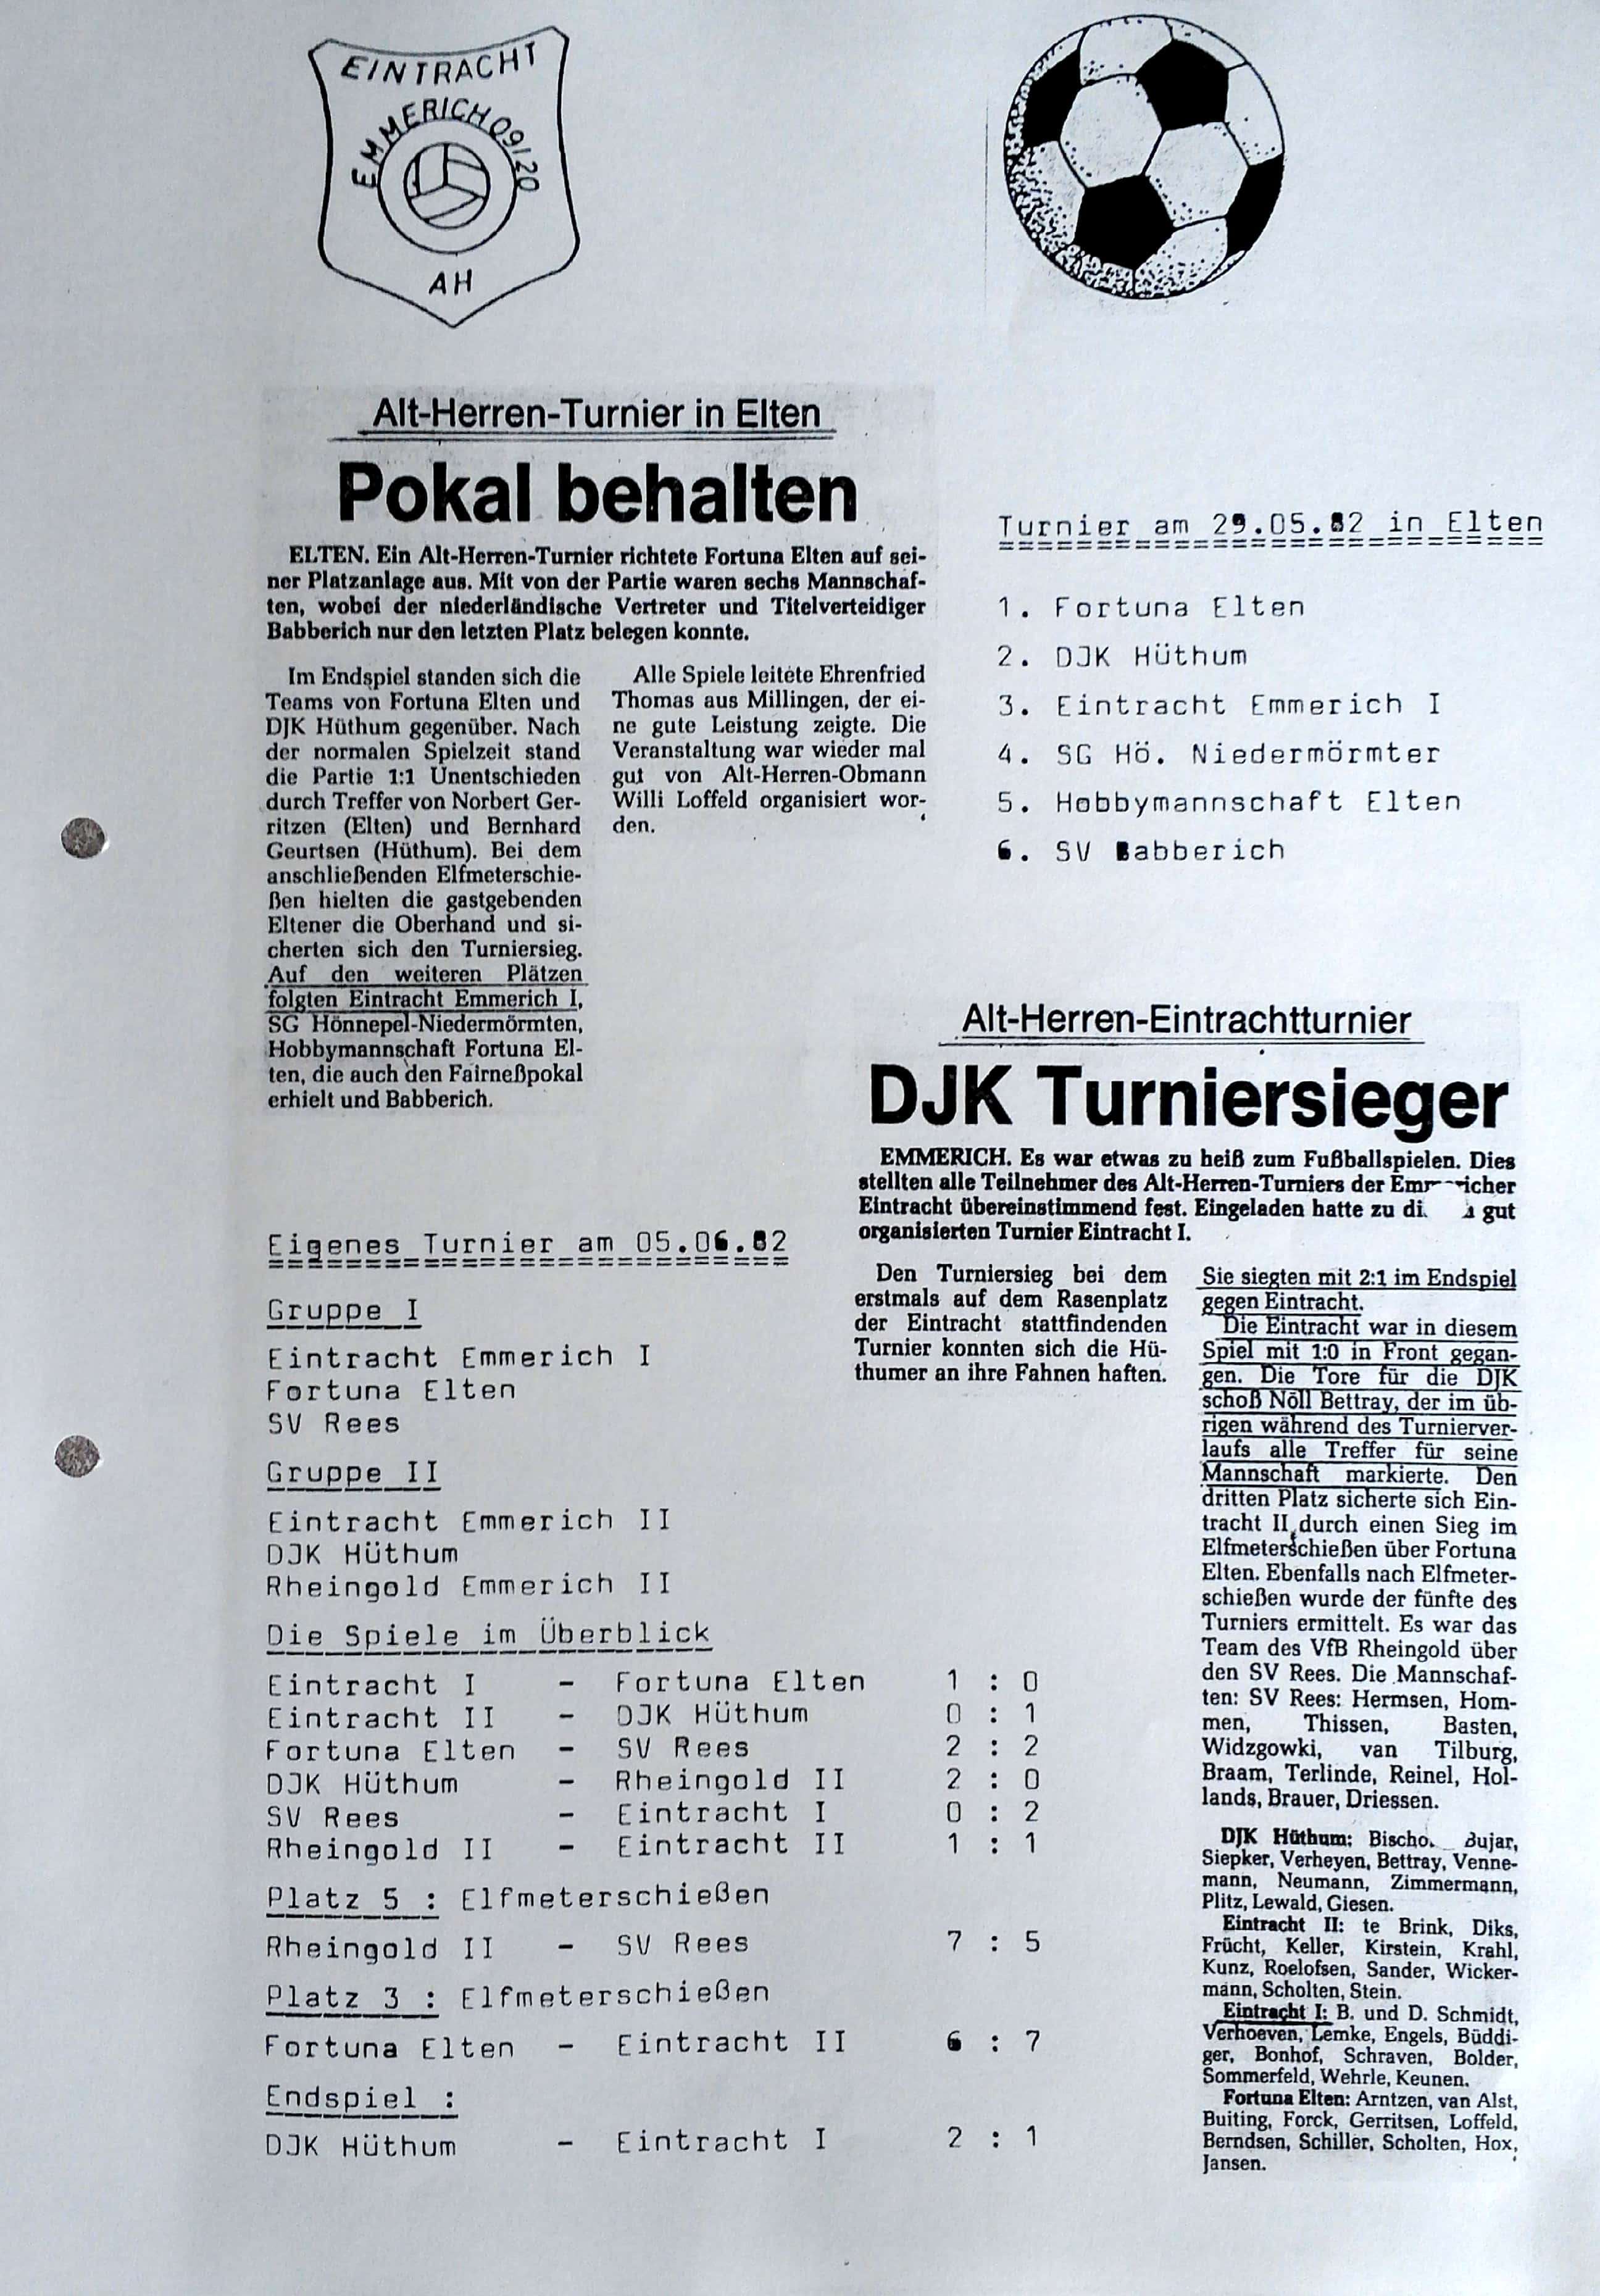 EINTRACHT
EMMERICH 09/20
AH
Alt-Herren-Turnier in Elten
Pokal behalten
ELTEN. Ein Alt-Herren-Turnier richtete Fortuna Elten auf sei-
ner Platzanlage aus. Mit von der Partie waren sechs Mannschaf-
ten, wobei der niederländische Vertreter und Titelverteidiger
Babberich nur den letzten Platz belegen konnte.
Im Endspiel standen sich die
Teams von Fortuna Elten und
DJK Hüthum gegenüber. Nach
der normalen Spielzeit stand
die Partie 1:1 Unentschieden
durch Treffer von Norbert Ger-
ritzen (Elten) und Bernhard
Geurtsen (Hüthum). Bei dem
anschließenden Elfmeterschie-
ßen hielten die gastgebenden
Eltener die Oberhand und si-
cherten sich den Turniersieg.
Auf den weiteren Plätzen
folgten Eintracht Emmerich I,
SG Hönnepel-Niedermörmten,
Hobbymannschaft Fortuna El-
ten, die auch den Fairneßpokal
erhielt und Babberich.
Alle Spiele leitete Ehrenfried
Thomas aus Millingen, der ei-
ne gute Leistung zeigte. Die
Veranstaltung war wieder mal
gut von Alt-Herren-Obmann
Willi Loffeld organisiert wor-
den.
Turnier am 29.05.82 in Elten
1. Fortuna Elten
2. DJK Hüthum
3. Eintracht Emmerich I
4. SG Hö. Niedermörmter
5. Hobbymannschaft Elten
6. SV Babberich
Alt-Herren-Eintrachtturnier
DJK Turniersieger
EMMERICH. Es war etwas zu heiß zum Fußballspielen. Dies
stellten alle Teilnehmer des Alt-Herren-Turniers der Emmericher
Eintracht übereinstimmend fest. Eingeladen hatte zu gut
organisierten Turnier Eintracht I.
Den Turniersieg bei dem
erstmals auf dem Rasenplatz
der Eintracht stattfindenden
Turnier konnten sich die Hü-
thumer an ihre Fahnen haften.
Sie siegten mit 2:1 im Endspiel
gegen Eintracht.
Die Eintracht war in diesem
Spiel mit 1:0 in Front gegan-
gen. Die Tore für die DJK
schoß Nöll Bettray, der im üb-
rigen während des Turnierver-
laufs alle Treffer für seine
Mannschaft markierte. Den
dritten Platz sicherte sich Ein-
tracht II durch einen Sieg im
Elfmeterschießen über Fortuna
Elten. Ebenfalls nach Elfmeter-
schießen wurde der fünfte des
Turniers ermittelt. Es war das
Team des VfB Rheingold über
den SV Rees. Die Mannschaf-
ten: SV Rees: Hermsen, Hom-
men, Thissen, Basten,
Widzgowki, van Tilburg,
Braam, Terlinde, Reinel, Hol-
lands, Brauer, Driessen.
DJK Hüthum: Bujar,
Siepker, Verheyen, Bettray, Venne-
mann, Neumann, Zimmermann,
Plitz, Lewald, Giesen.
Eintracht II: te Brink, Diks,
Frücht, Keller, Kirstein, Krahl,
Kunz, Roelofsen, Sander, Wicker-
mann, Scholten, Stein.
Eintracht I: B. und D. Schmidt,
Verhoeven, Lemke, Engels, Büddi-
ger, Bonhof, Schraven, Bolder,
Sommerfeld, Wehrle, Keunen.
Fortuna Elten: Arntzen, van Alst,
Buiting, Forck, Gerritsen, Loffeld,
Berndsen, Schiller, Scholten, Hox,
Jansen.
Eigenes Turnier am 05.06.82
Gruppe I
Eintracht Emmerich I
Fortuna Elten
SV Rees
Gruppe II
Eintracht Emmerich II
DJK Hüthum
Rheingold Emmerich II
Die Spiele im Überblick
Eintracht I - Fortuna Elten 1 : 0
Eintracht II - DJK Hüthum 0 : 1
Fortuna Elten - SV Rees 2 : 2
DJK Hüthum - Rheingold II 2 : 0
SV Rees - Eintracht I 0 : 2
Rheingold II - Eintracht II 1 : 1
Platz 5 : Elfmeterschießen
Rheingold II - SV Rees 7 : 5
Platz 3 : Elfmeterschießen
Fortuna Elten - Eintracht II 6 : 7
Endspiel :
DJK Hüthum - Eintracht I 2 : 1